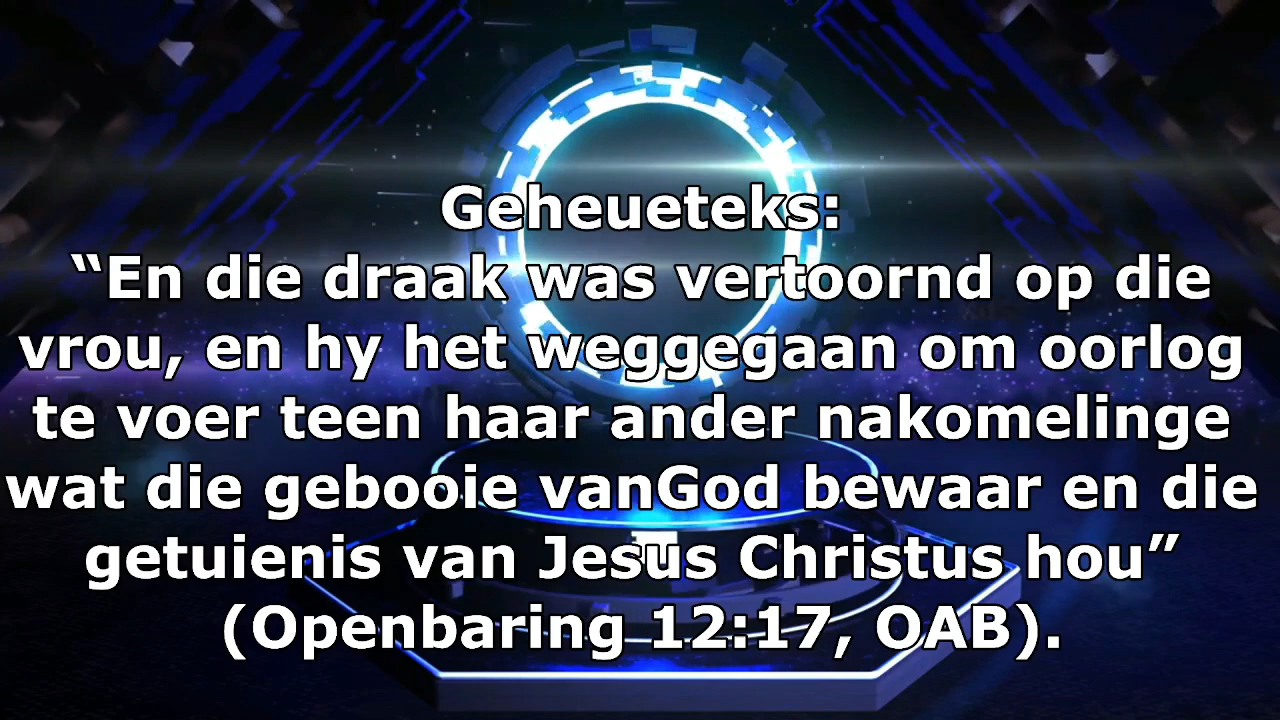 Geheueteks:
“En die draak was vertoornd op die
vrou, en hy het weggegaan om oorlog
te voer teen haar ander nakomelinge
wat die gebooie vanGod bewaar en die
getuienis van Jesus Christus hou”
(Openbaring 12:17, OAB).